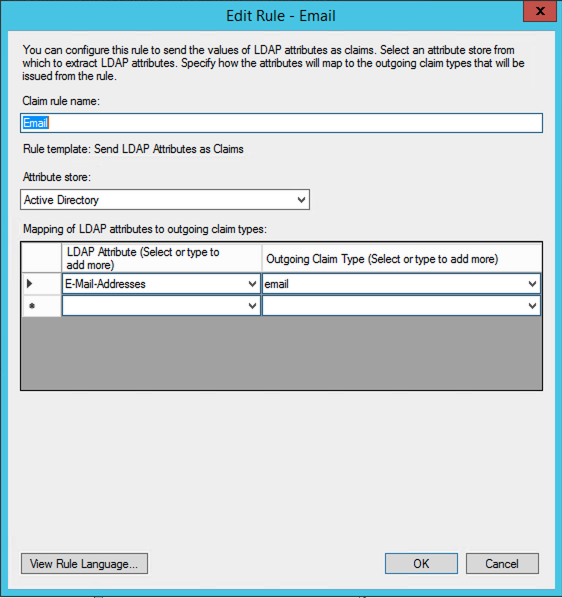 Edit Rule - Email
x
You can configure this rule to send the values of LDAP attributes as claims. Select an attribute store from
which to extract LDAP attributes. Specify how the attributes will map to the outgoing claim types that will be
issued from the rule.
Claim rule name:
Email
Rule template: Send LDAP Attributes as Claims
Attribute store:
Active Directory
Mapping of LDAP attributes to outgoing claim types:
LDAP Attribute (Select or type to
add more)
Outgoing Claim Type (Select or type to add more)
E-Mail-Addresses
email
*
View Rule Language...
OK
Cancel